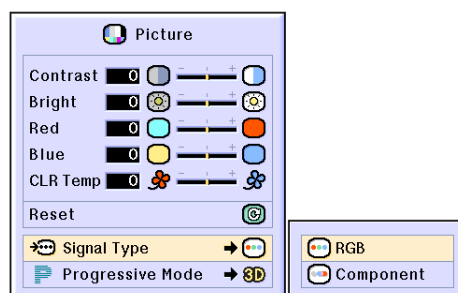 Picture
Contrast 0
Bright 0
Red 0
Blue 0
CLR Temp 0
Reset
Signal Type
Progressive Mode 3D
RGB
Component